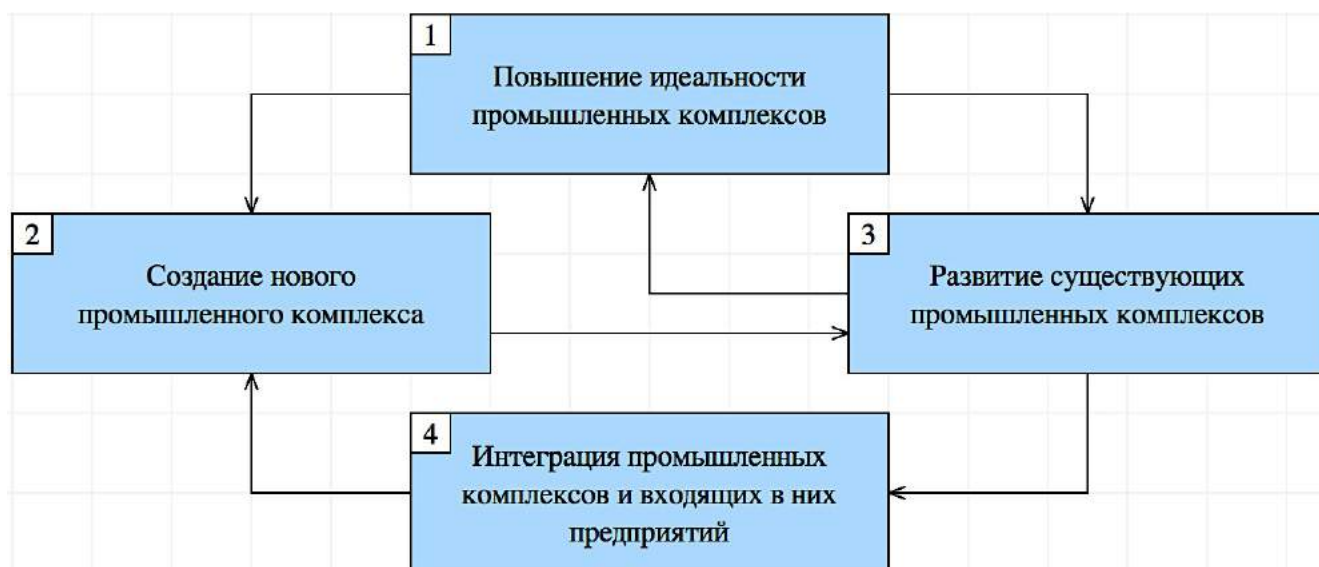 1
Повышение идеальности
промышленных комплексов
2
Создание нового
промышленного комплекса
3
Развитие существующих
промышленных комплексов
4
Интеграция промышленных
комплексов и входящих в них
предприятий